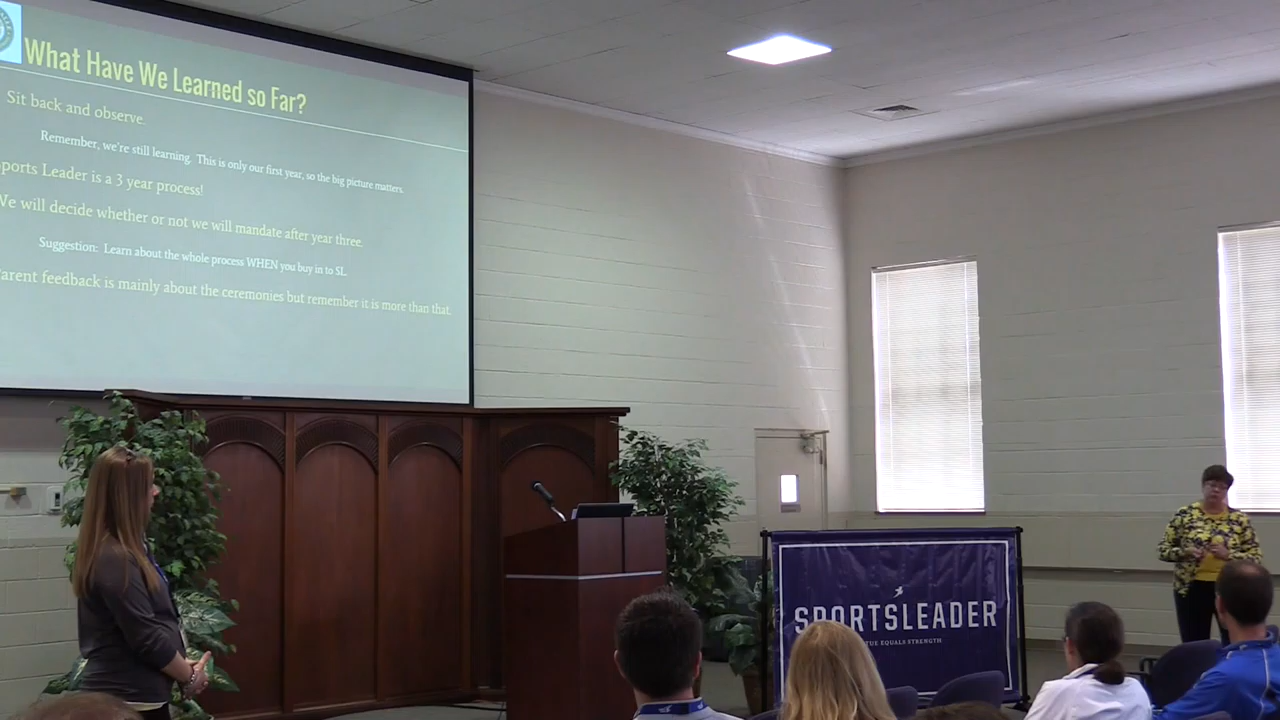 What Have We Learned so Far?
Sit back and observe.
Remember, we're still learning. This is only our first year, so the big picture matters.
ports Leader is a 3 year process!
We will decide whether or not we will mandate after year three.
Suggestion: Learn about the whole process WHEN you buy in to SL.
arent feedback is mainly about the ceremonies but remember it is more than that.
SPORTSLEADER
TUE EQUALS STRENGTH